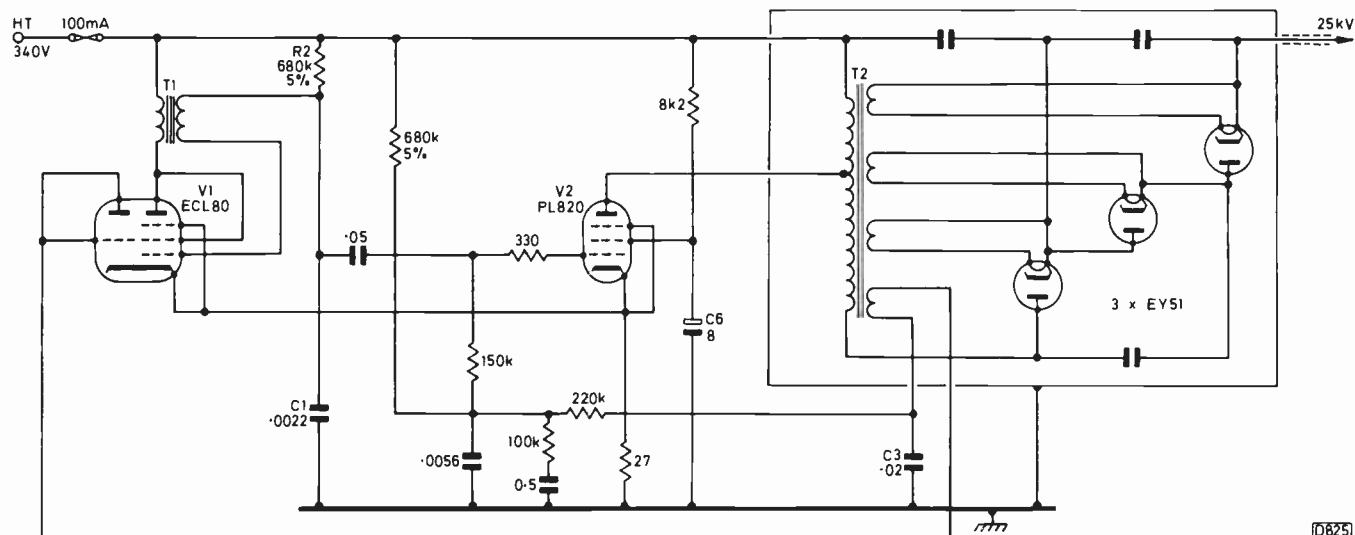 HT
340V
100mA
25kV
R2
680k
5%
T1
T2
8k2
680k
5%
V1
ECL80
V2
PL820
·05
330
3 x EY51
C6
8
150k
220k
C1
·0022
100k
·0056
0·5
27
C3
·02
D825